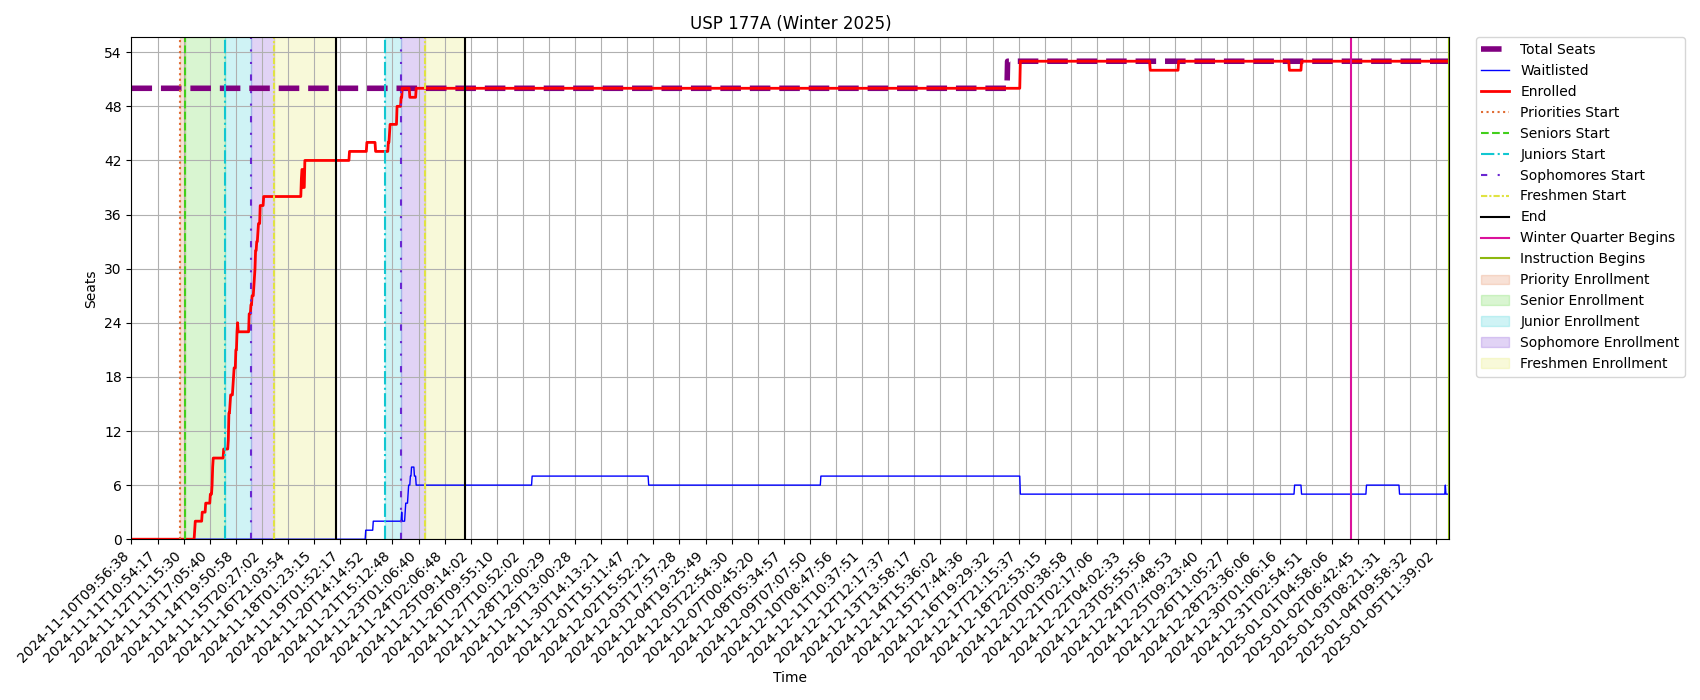 USP 177A (Winter 2025)
Seats
54
48
42
36
30
24
18
12
6
0
2024-11-10T09:56:38
2024-11-11T10:54:17
2024-11-12T11:15:30
2024-11-13T17:05:40
2024-11-14T19:50:58
2024-11-15T20:27:02
2024-11-16T21:03:54
2024-11-18T01:23:15
2024-11-19T01:52:17
2024-11-20T14:14:52
2024-11-21T15:12:48
2024-11-24T01:06:40
2024-11-25T02:06:48
2024-11-25T09:14:02
2024-11-26T09:55:10
2024-11-27T10:52:02
2024-11-28T12:00:29
2024-11-29T13:00:28
2024-11-30T14:13:21
2024-12-01T15:11:47
2024-12-02T15:52:21
2024-12-03T17:57:28
2024-12-04T19:25:49
2024-12-05T22:54:30
2024-12-07T00:45:20
2024-12-08T05:34:57
2024-12-09T07:07:50
2024-12-10T08:47:56
2024-12-11T10:37:51
2024-12-12T12:17:37
2024-12-13T13:58:17
2024-12-14T15:36:02
2024-12-15T17:44:36
2024-12-16T19:29:32
2024-12-17T21:15:37
2024-12-18T22:53:15
2024-12-20T00:38:58
2024-12-21T02:17:06
2024-12-22T04:02:33
2024-12-23T05:55:56
2024-12-24T07:48:53
2024-12-25T09:23:40
2024-12-26T11:05:27
2024-12-28T23:36:06
2024-12-30T01:06:16
2024-12-31T02:54:51
2025-01-01T04:58:06
2025-01-02T06:42:45
2025-01-03T08:21:31
2025-01-04T09:58:32
2025-01-05T11:39:02
Time
Total Seats
Waitlisted
Enrolled
Priorities Start
Seniors Start
Juniors Start
Sophomores Start
Freshmen Start
End
Winter Quarter Begins
Instruction Begins
Priority Enrollment
Senior Enrollment
Junior Enrollment
Sophomore Enrollment
Freshmen Enrollment